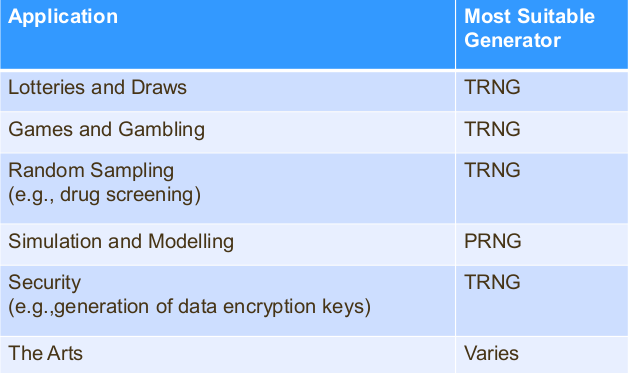 Application
Most Suitable
Generator
Lotteries and Draws
TRNG
Games and Gambling
TRNG
Random Sampling
(e.g., drug screening)
TRNG
Simulation and Modelling
PRNG
Security
(e.g.,generation of data encryption keys)
TRNG
The Arts
Varies